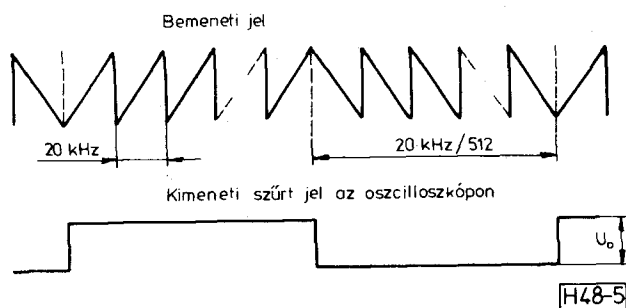 Bemeneti jel
20 kHz
20 kHz/512
Kimeneti szűrt jel az oszcilloszkópon
U₀
H48-5